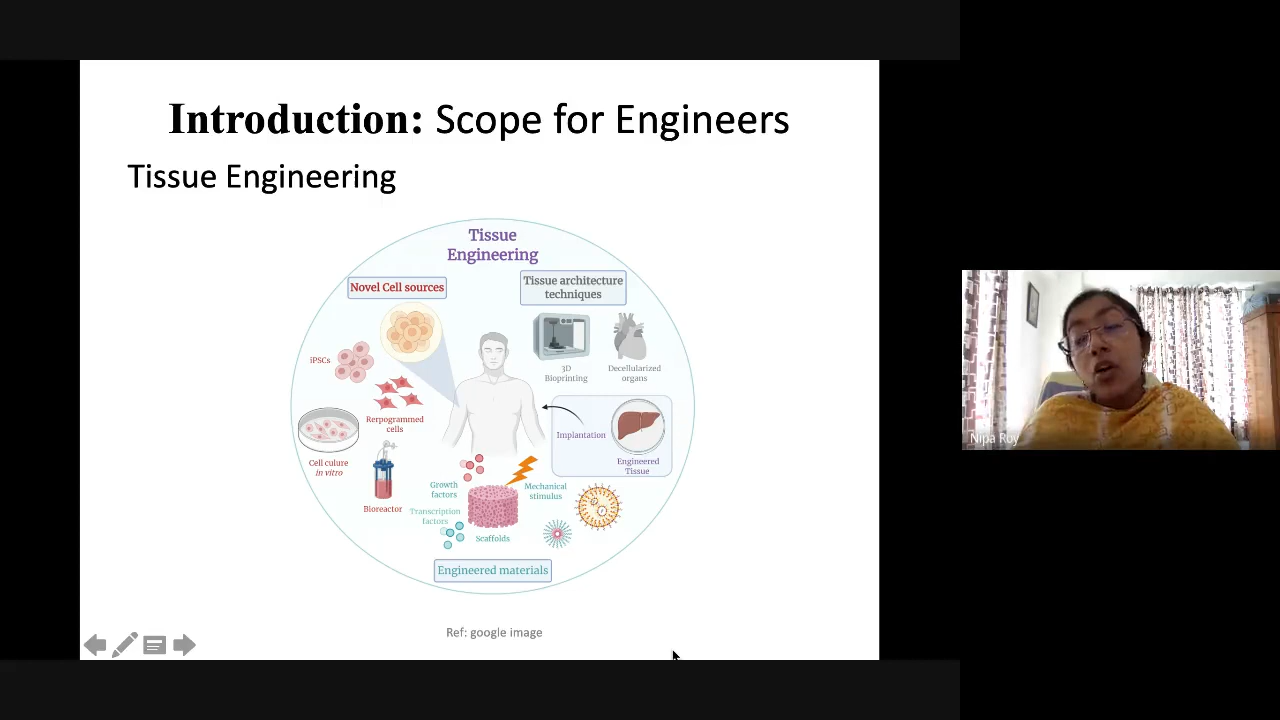 Introduction: Scope for Engineers
Tissue Engineering
Tissue
Engineering
Novel Cell sources
Tissue architecture
techniques
iPSCs
3D
Bioprinting
Decellularized
organs
Rerpogrammed
cells
Implantation
Cell culure
in vitro
Engineered
Tissue
Bioreactor
Growth
factors
Mechanical
stimulus
Transcription
factors
Scaffolds
Engineered materials
Ref: google image
Nipa Roy